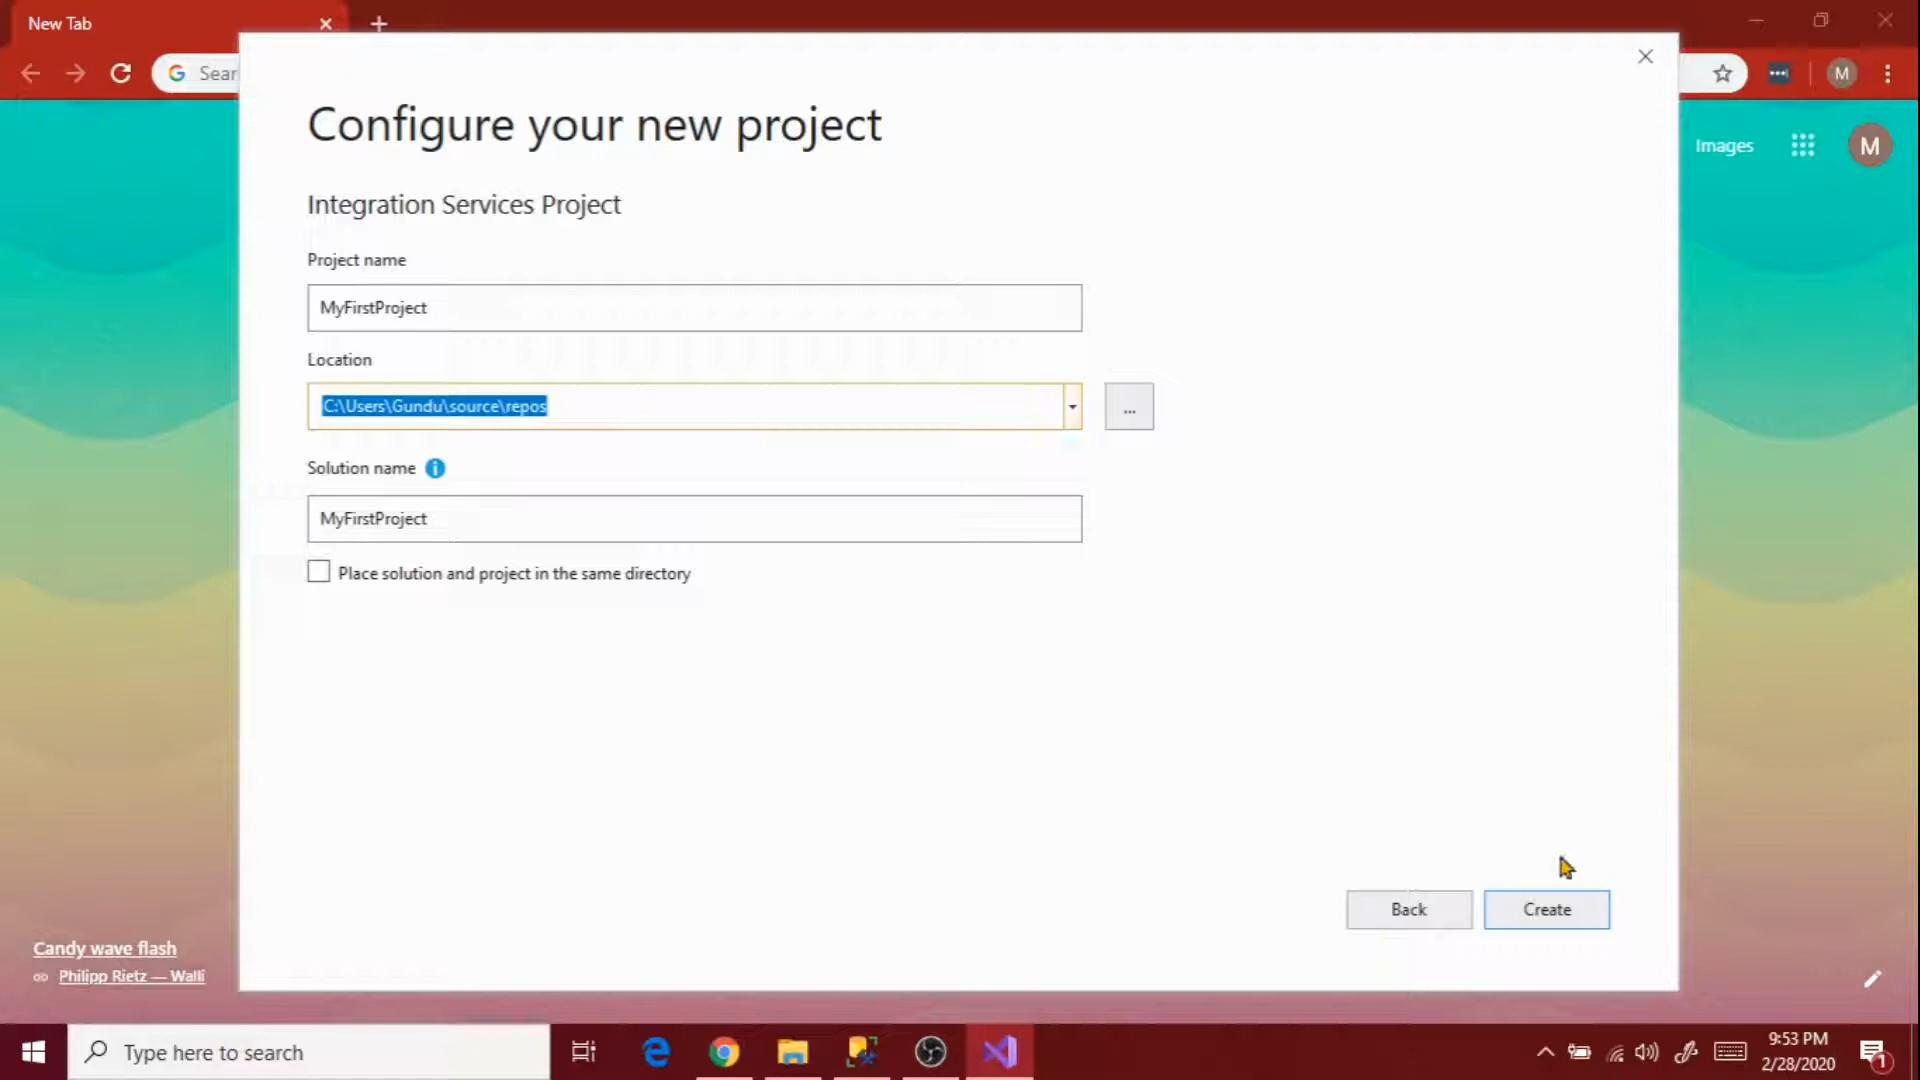 New Tab
Sear
Images
M
M
Configure your new project
Integration Services Project
Project name
MyFirstProject
Location
C:\Users\Gundu\source\repos
...
Solution name
MyFirstProject
Place solution and project in the same directory
Back
Create
Candy wave flash
Philipp Rietz — Walli
Type here to search
9:53 PM
2/28/2020
1